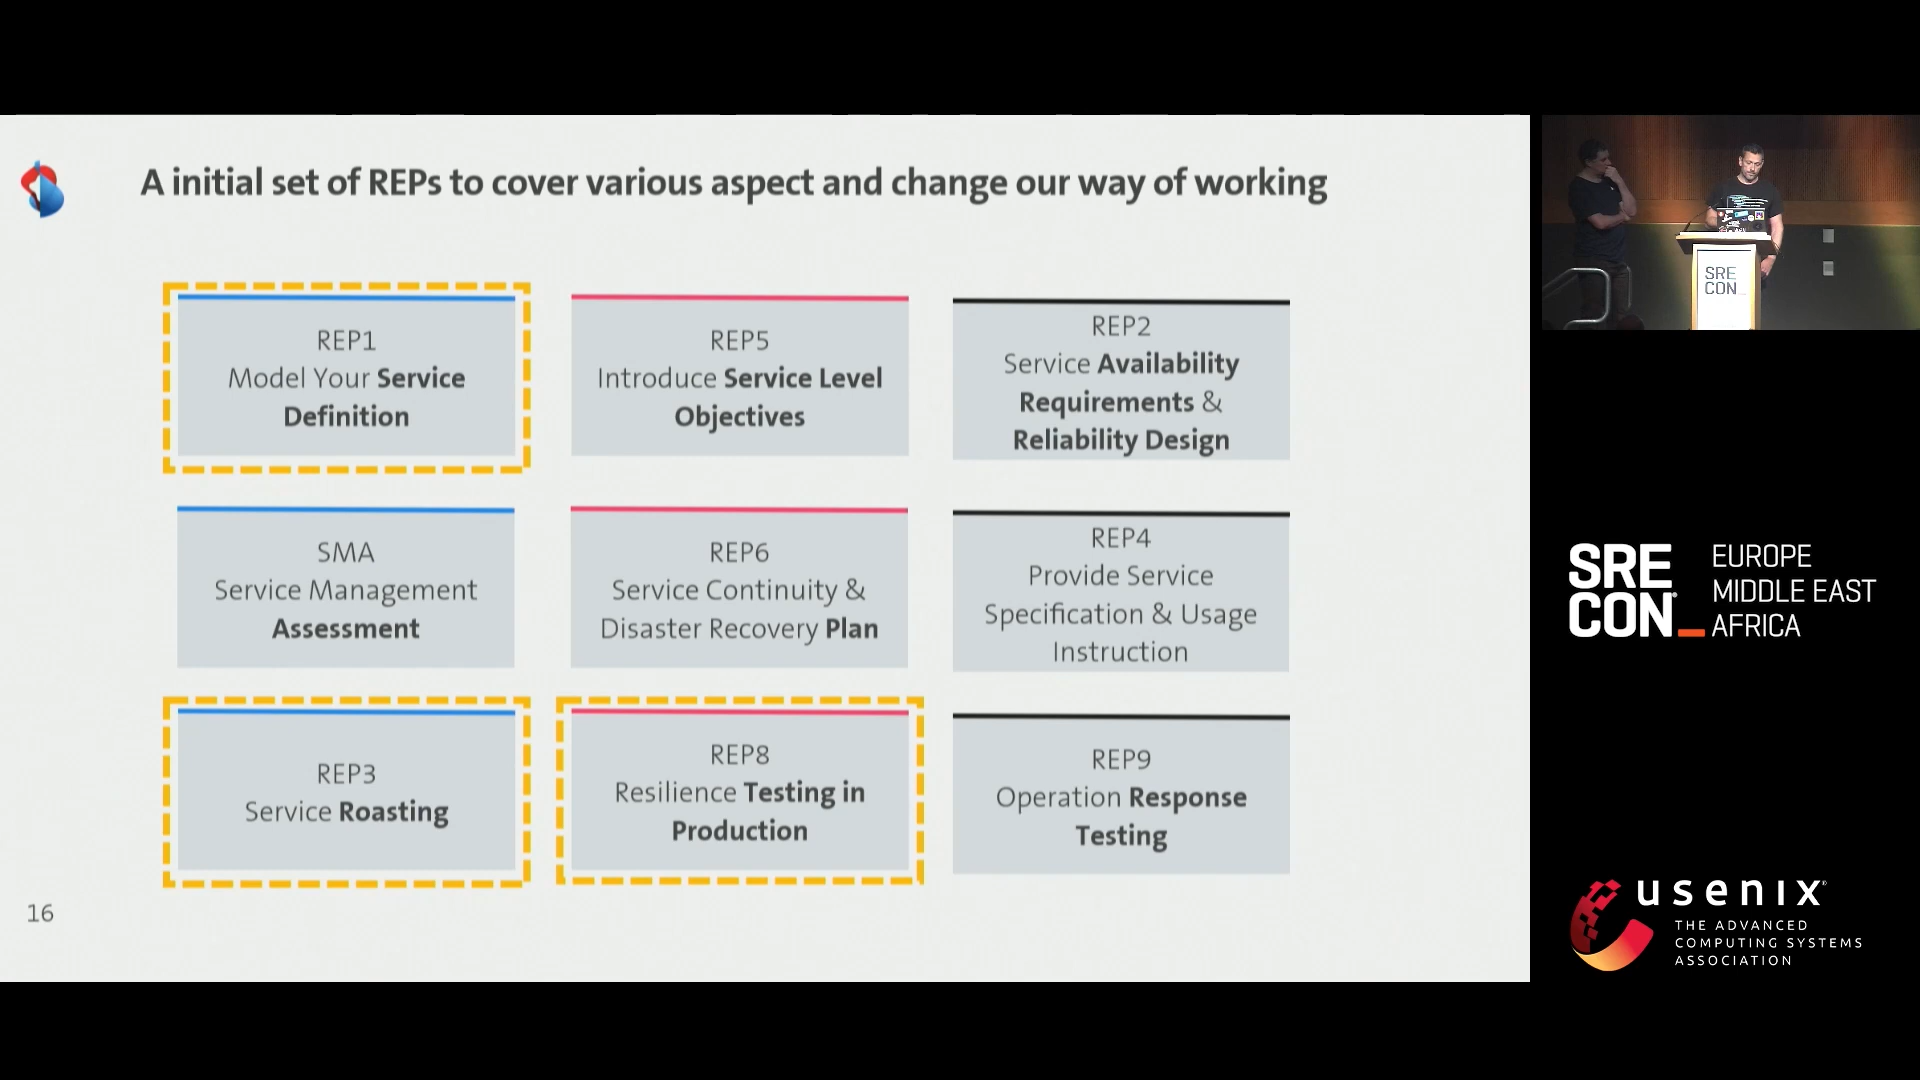 A initial set of REPs to cover various aspect and change our way of working
REP1
Model Your Service
Definition
REP5
Introduce Service Level
Objectives
REP2
Service Availability
Requirements &
Reliability Design
SMA
Service Management
Assessment
REP6
Service Continuity &
Disaster Recovery Plan
REP4
Provide Service
Specification & Usage
Instruction
REP3
Service Roasting
REP8
Resilience Testing in
Production
REP9
Operation Response
Testing
16
SRE
CON_
SRE
CON_
EUROPE
MIDDLE EAST
AFRICA
usenix
THE ADVANCED
COMPUTING SYSTEMS
ASSOCIATION